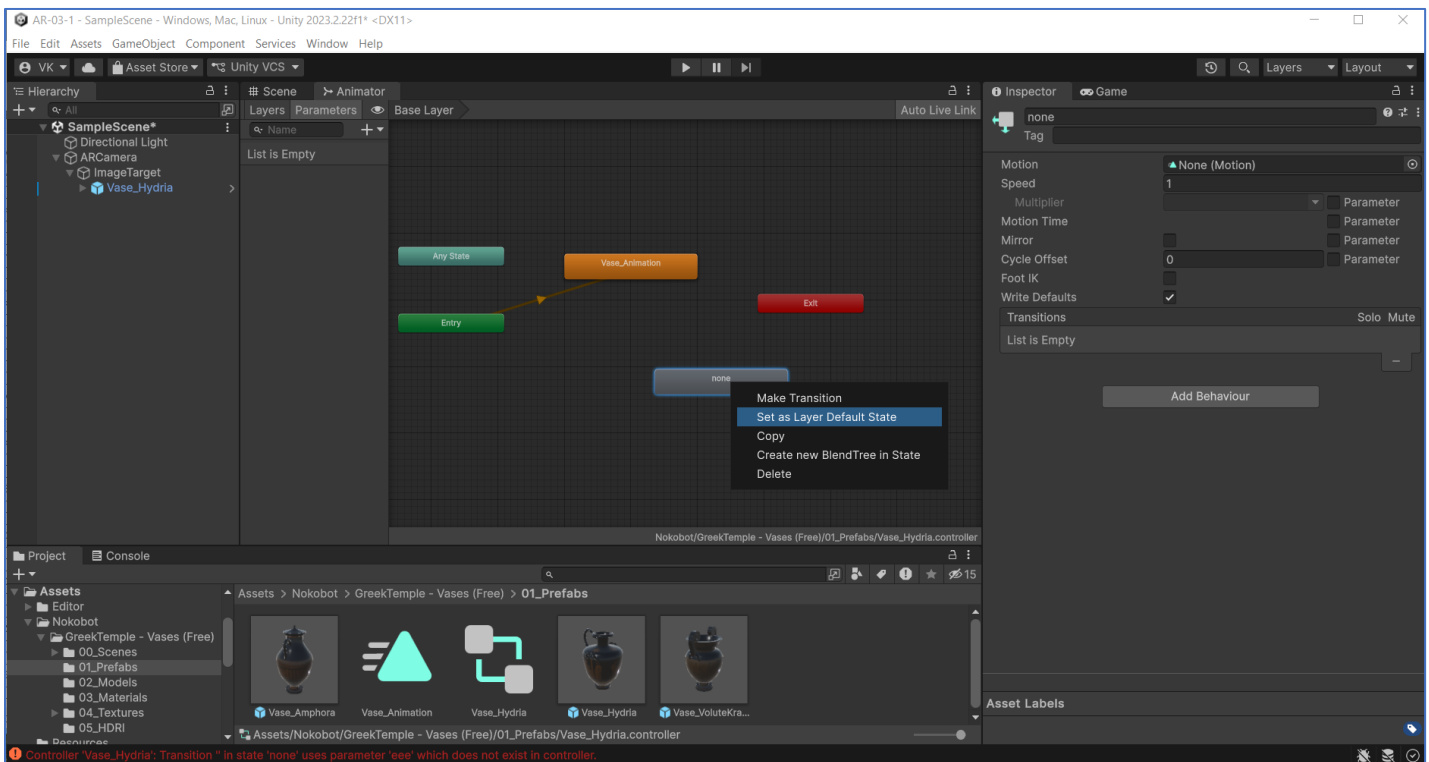 AR-03-1 - SampleScene - Windows, Mac, Linux - Unity 2023.2.22f1* <DX11>
File Edit Assets GameObject Component Services Window Help
VK Asset Store Unity VCS Layers Layout
Hierarchy
All
SampleScene*
Directional Light
ARCamera
ImageTarget
Vase_Hydria
Scene Animator
Layers Parameters Base Layer Auto Live Link
Name
List is Empty
Any State
Vase_Animation
Exit
Entry
none
Make Transition
Set as Layer Default State
Copy
Create new BlendTree in State
Delete
Nokobot/GreekTemple - Vases (Free)/01_Prefabs/Vase_Hydria.controller
Inspector Game
none
Tag
Motion None (Motion)
Speed 1
Multiplier Parameter
Motion Time Parameter
Mirror Parameter
Cycle Offset 0 Parameter
Foot IK
Write Defaults
Transitions Solo Mute
List is Empty
Add Behaviour
Asset Labels
Project Console
15
Assets
Editor
Nokobot
GreekTemple - Vases (Free)
00_Scenes
01_Prefabs
02_Models
03_Materials
04_Textures
05_HDRI
Resources
Assets > Nokobot > GreekTemple - Vases (Free) > 01_Prefabs
Vase_Amphora Vase_Animation Vase_Hydria Vase_Hydria Vase_VoluteKra...
Assets/Nokobot/GreekTemple - Vases (Free)/01_Prefabs/Vase_Hydria.controller
Controller 'Vase_Hydria': Transition '' in state 'none' uses parameter 'eee' which does not exist in controller.